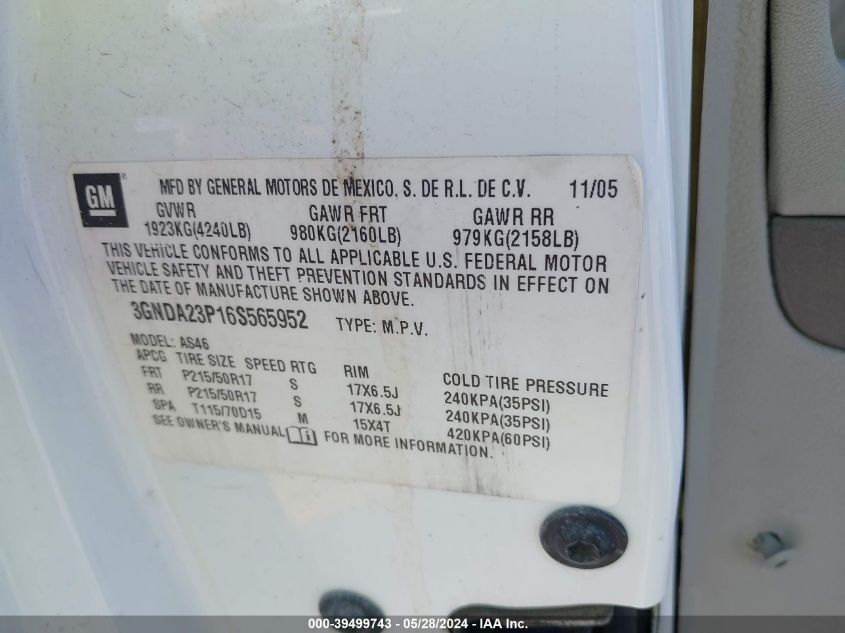 GM MFD BY GENERAL MOTORS DE MEXICO, S. DE R.L. DE C.V. 11/05
GVWR GAWR FRT GAWR RR
1923KG(4240LB) 980KG(2160LB) 979KG(2158LB)
THIS VEHICLE CONFORMS TO ALL APPLICABLE U.S. FEDERAL MOTOR
VEHICLE SAFETY AND THEFT PREVENTION STANDARDS IN EFFECT ON
THE DATE OF MANUFACTURE SHOWN ABOVE.
3GNDA23P16S565952 TYPE: M.P.V.
MODEL: AS46
APCG TIRE SIZE SPEED RTG RIM COLD TIRE PRESSURE
FRT P215/50R17 S 17X6.5J 240KPA(35PSI)
RR P215/50R17 S 17X6.5J 240KPA(35PSI)
SPA T115/70D15 M 15X4T 420KPA(60PSI)
SEE OWNER'S MANUAL FOR MORE INFORMATION.
000-39499743 / 05/28/2024 / IAA Inc.